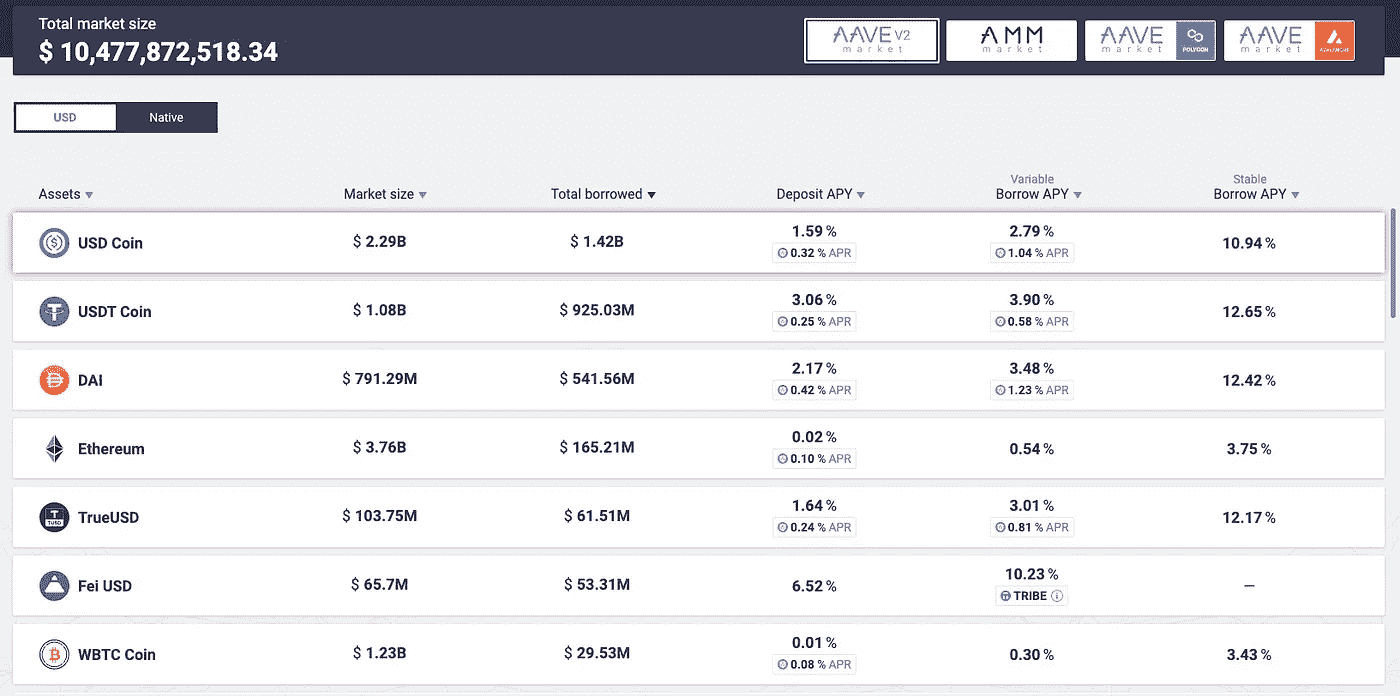 Total market size
$ 10,477,872,518.34
AAVE V2 market
AMM market
AAVE market POLYGON
AAVE market AVALANCHE
USD Native
Variable Stable
Assets Market size Total borrowed Deposit APY Borrow APY Borrow APY
USD Coin $ 2.29B $ 1.42B 1.59 % 2.79 % 10.94 %
0.32 % APR 1.04 % APR
USDT Coin $ 1.08B $ 925.03M 3.06 % 3.90 % 12.65 %
0.25 % APR 0.58 % APR
DAI $ 791.29M $ 541.56M 2.17 % 3.48 % 12.42 %
0.42 % APR 1.23 % APR
Ethereum $ 3.76B $ 165.21M 0.02 % 0.54 % 3.75 %
0.10 % APR
TUSD TrueUSD $ 103.75M $ 61.51M 1.64 % 3.01 % 12.17 %
0.24 % APR 0.81 % APR
Fei USD $ 65.7M $ 53.31M 6.52 % 10.23 % —
TRIBE
WBTC Coin $ 1.23B $ 29.53M 0.01 % 0.30 % 3.43 %
0.08 % APR